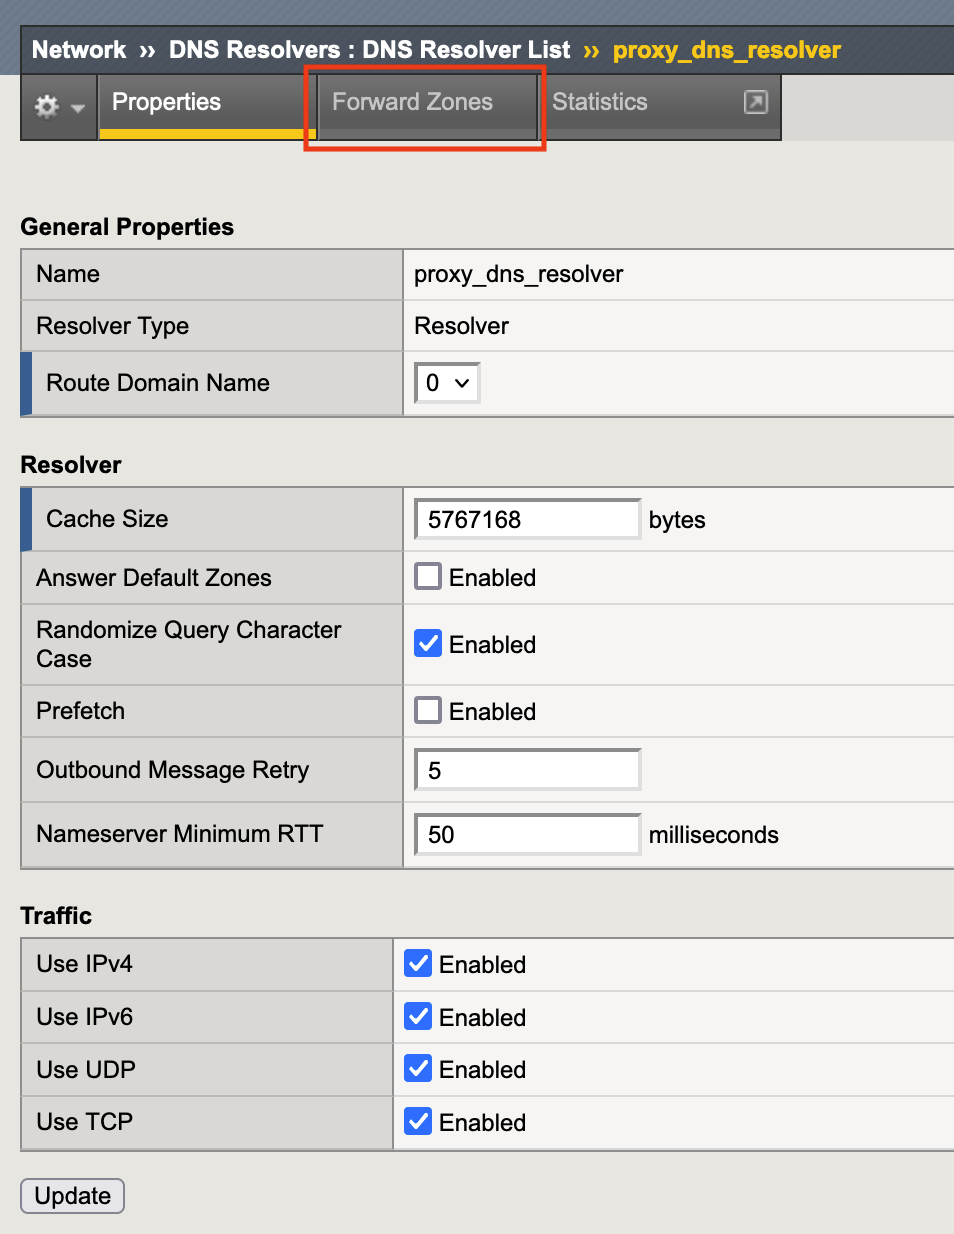 Network ›› DNS Resolvers : DNS Resolver List ›› proxy_dns_resolver
Properties Forward Zones Statistics
General Properties
Name proxy_dns_resolver
Resolver Type Resolver
Route Domain Name 0
Resolver
Cache Size 5767168 bytes
Answer Default Zones Enabled
Randomize Query Character
Case Enabled
Prefetch Enabled
Outbound Message Retry 5
Nameserver Minimum RTT 50 milliseconds
Traffic
Use IPv4 Enabled
Use IPv6 Enabled
Use UDP Enabled
Use TCP Enabled
Update